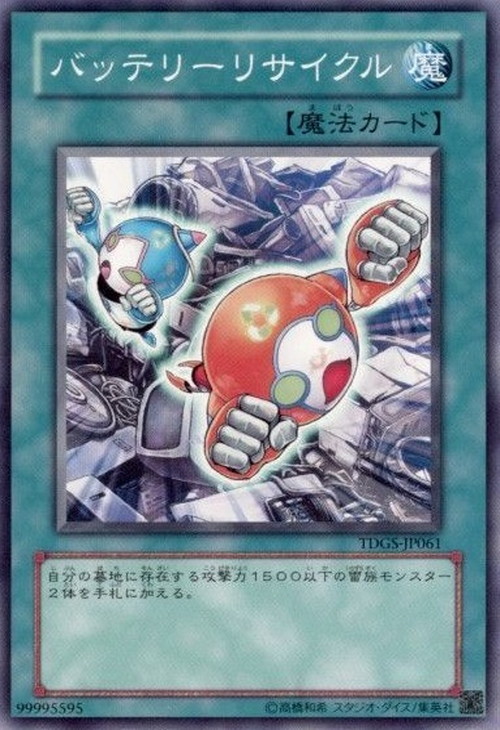 バッテリーリサイクル 魔
【魔法カード】
TDGS-JP061
自分の墓地に存在する攻撃力1500以下の雷族モンスター
2体を手札に加える。
99995595 ©高橋和希 スタジオ・ダイス/集英社